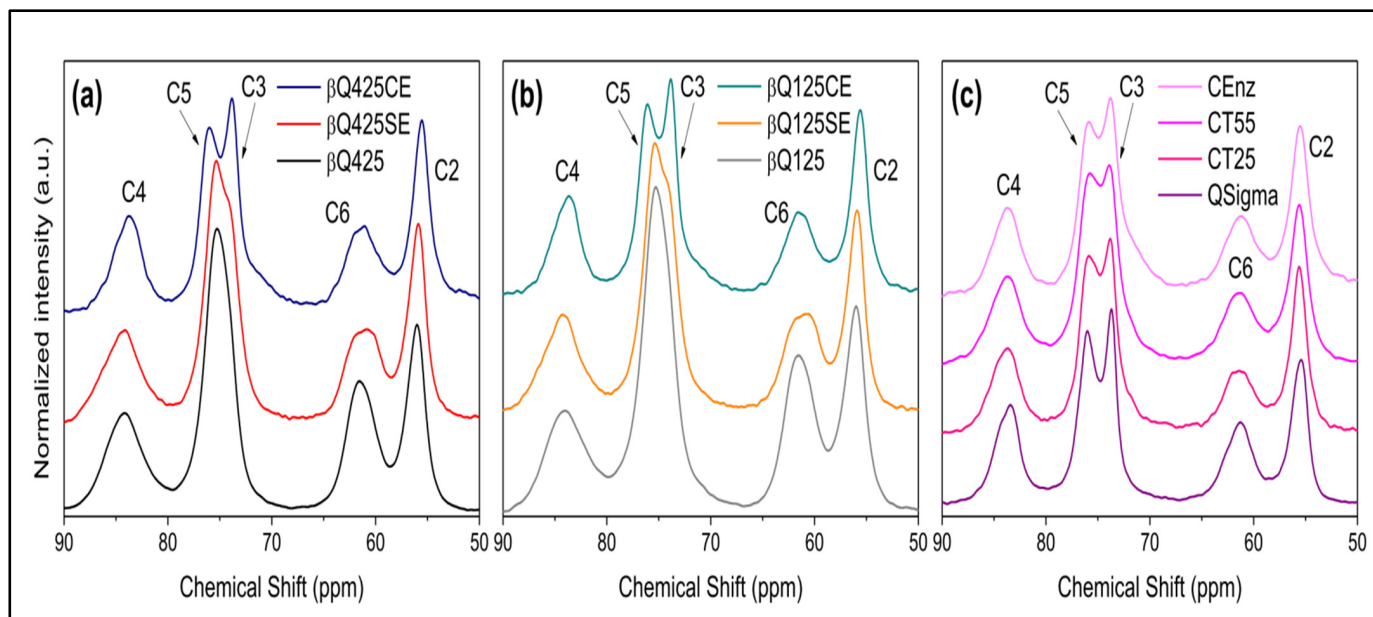 Normalized intensity (a.u.)
(a)
βQ425CE
βQ425SE
βQ425
C5
C3
C4
C6
C2
90
80
70
60
50
Chemical Shift (ppm)
(b)
βQ125CE
βQ125SE
βQ125
C5
C3
C4
C6
C2
90
80
70
60
50
Chemical Shift (ppm)
(c)
CEnz
CT55
CT25
QSigma
C5
C3
C4
C6
C2
90
80
70
60
50
Chemical Shift (ppm)